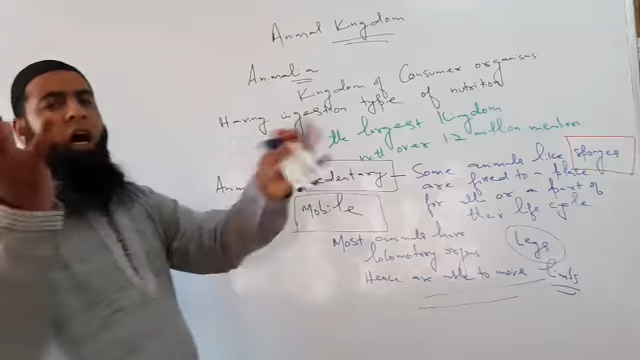 Animal Kingdom
Animalia
Kingdom of Consumer organisms
Having ingestion type of nutrition
the largest Kingdom
with over 1.2 million members
Sedentary – Some animals like sponges
are fixed to a place
for all or a part of
their life cycle
Mobile
Most animals have
locomotory organs
Legs
Hence are able to move
limbs